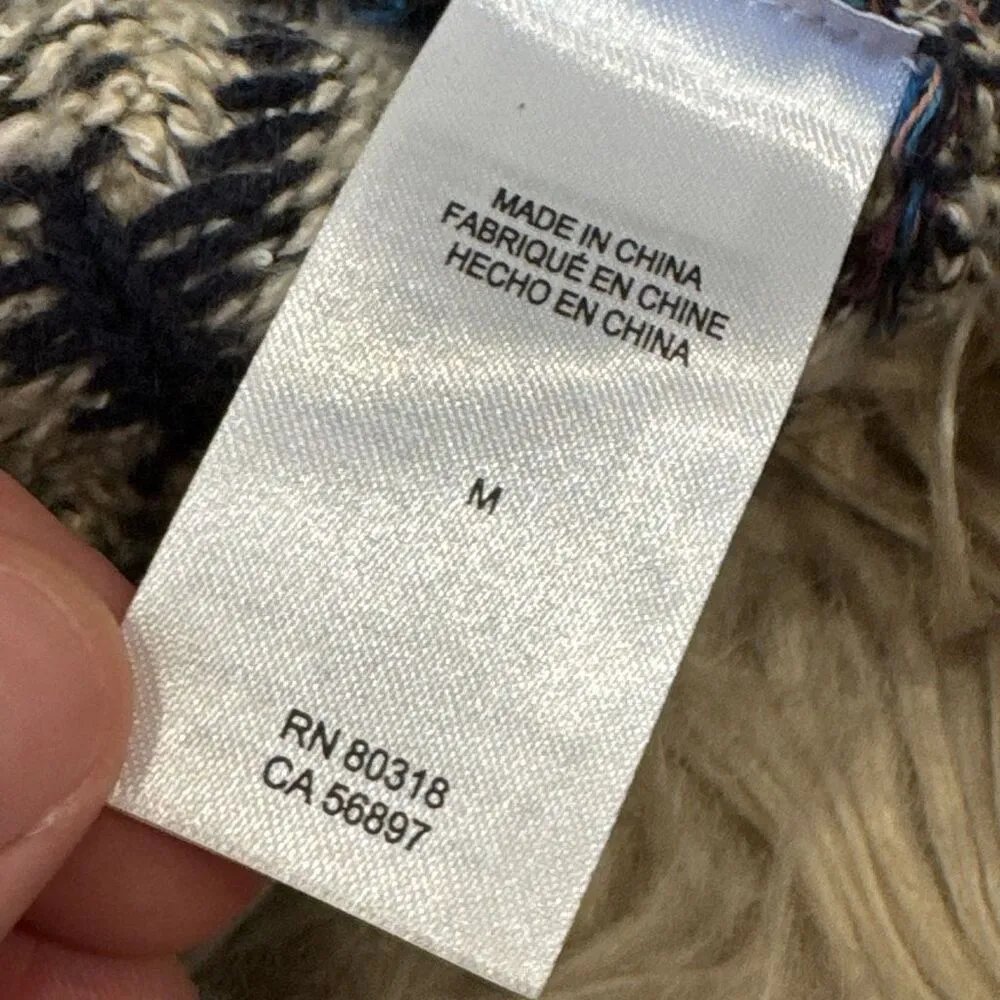 MADE IN CHINA
FABRIQUÉ EN CHINE
HECHO EN CHINA
M
RN 80318
CA 56897